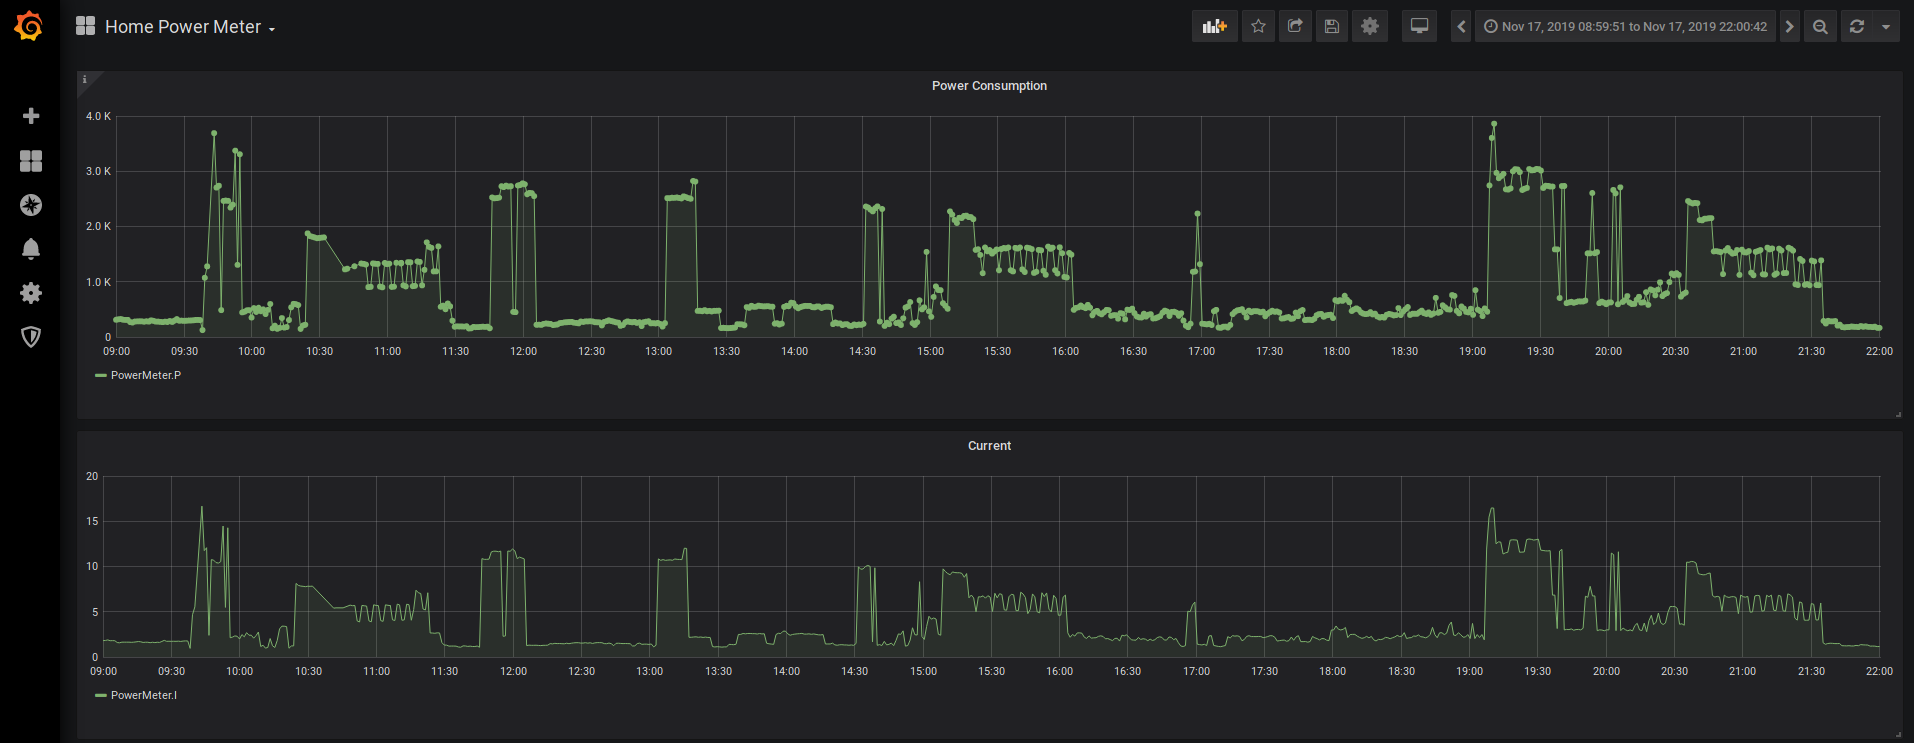 Home Power Meter
Nov 17, 2019 08:59:51 to Nov 17, 2019 22:00:42
i
Power Consumption
4.0 K
3.0 K
2.0 K
1.0 K
0
09:00 09:30 10:00 10:30 11:00 11:30 12:00 12:30 13:00 13:30 14:00 14:30 15:00 15:30 16:00 16:30 17:00 17:30 18:00 18:30 19:00 19:30 20:00 20:30 21:00 21:30 22:00
PowerMeter.P
Current
20
15
10
5
0
09:00 09:30 10:00 10:30 11:00 11:30 12:00 12:30 13:00 13:30 14:00 14:30 15:00 15:30 16:00 16:30 17:00 17:30 18:00 18:30 19:00 19:30 20:00 20:30 21:00 21:30 22:00
PowerMeter.I